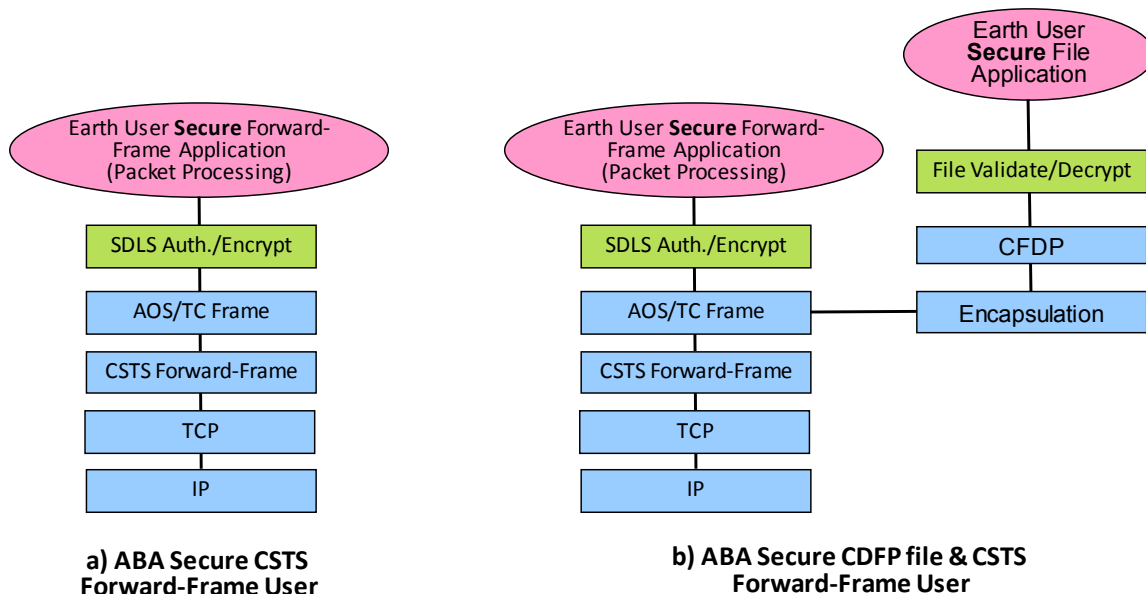 Earth User Secure Forward-
Frame Application
(Packet Processing)
SDLS Auth./Encrypt
AOS/TC Frame
CSTS Forward-Frame
TCP
IP
a) ABA Secure CSTS
Forward-Frame User
Earth User Secure Forward-
Frame Application
(Packet Processing)
SDLS Auth./Encrypt
AOS/TC Frame
CSTS Forward-Frame
TCP
IP
Earth User
Secure File
Application
File Validate/Decrypt
CFDP
Encapsulation
b) ABA Secure CDFP file & CSTS
Forward-Frame User